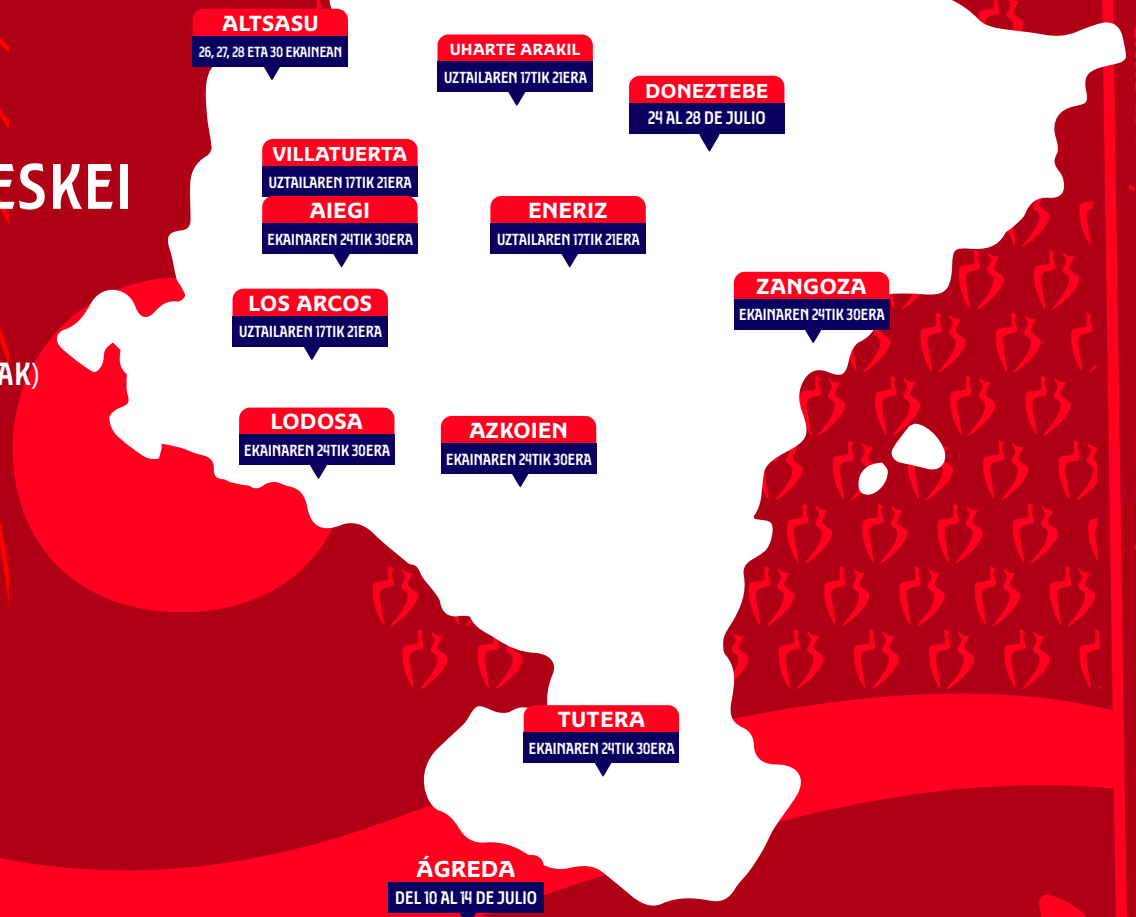 ALTSASU
26, 27, 28 ETA 30 EKAINEAN
UHARTE ARAKIL
UZTAILAREN 17TIK 21ERA
DONEZTEBE
24 AL 28 DE JULIO
VILLATUERTA
UZTAILAREN 17TIK 21ERA
ESKEI
AIEGI
EKAINAREN 24TIK 30ERA
ENERIZ
UZTAILAREN 17TIK 21ERA
ZANGOZA
EKAINAREN 24TIK 30ERA
LOS ARCOS
UZTAILAREN 17TIK 21ERA
AK)
LODOSA
EKAINAREN 24TIK 30ERA
AZKOIEN
EKAINAREN 24TIK 30ERA
TUTERA
EKAINAREN 24TIK 30ERA
ÁGREDA
DEL 10 AL 14 DE JULIO